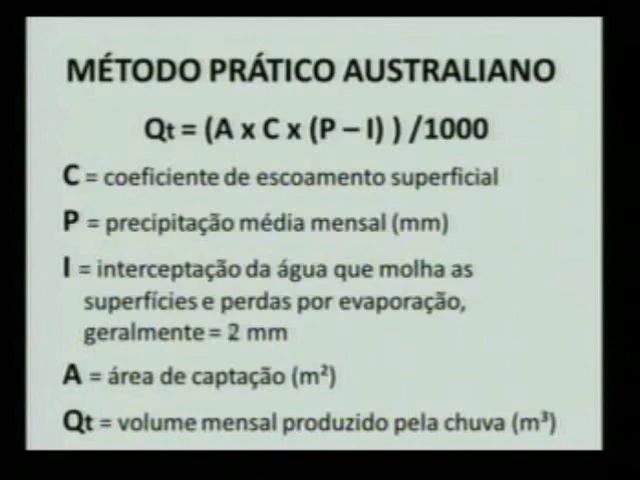 MÉTODO PRÁTICO AUSTRALIANO
Qt = (A x C x (P – I) ) /1000
C = coeficiente de escoamento superficial
P = precipitação média mensal (mm)
I = interceptação da água que molha as
superfícies e perdas por evaporação,
geralmente = 2 mm
A = área de captação (m²)
Qt = volume mensal produzido pela chuva (m³)